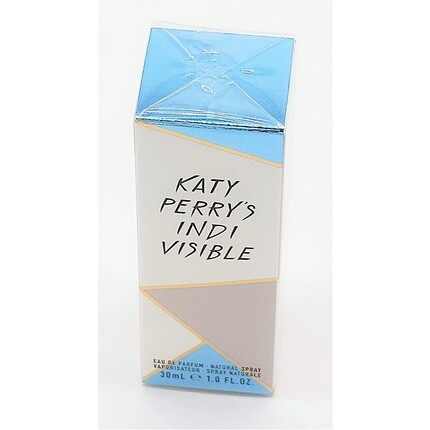 KATY
PERRY'S
INDI
VISIBLE
EAU DE PARFUM - NATURAL SPRAY
VAPORISATEUR - SPRAY NATURALE
30mL ℮ 1.0 FL.OZ.